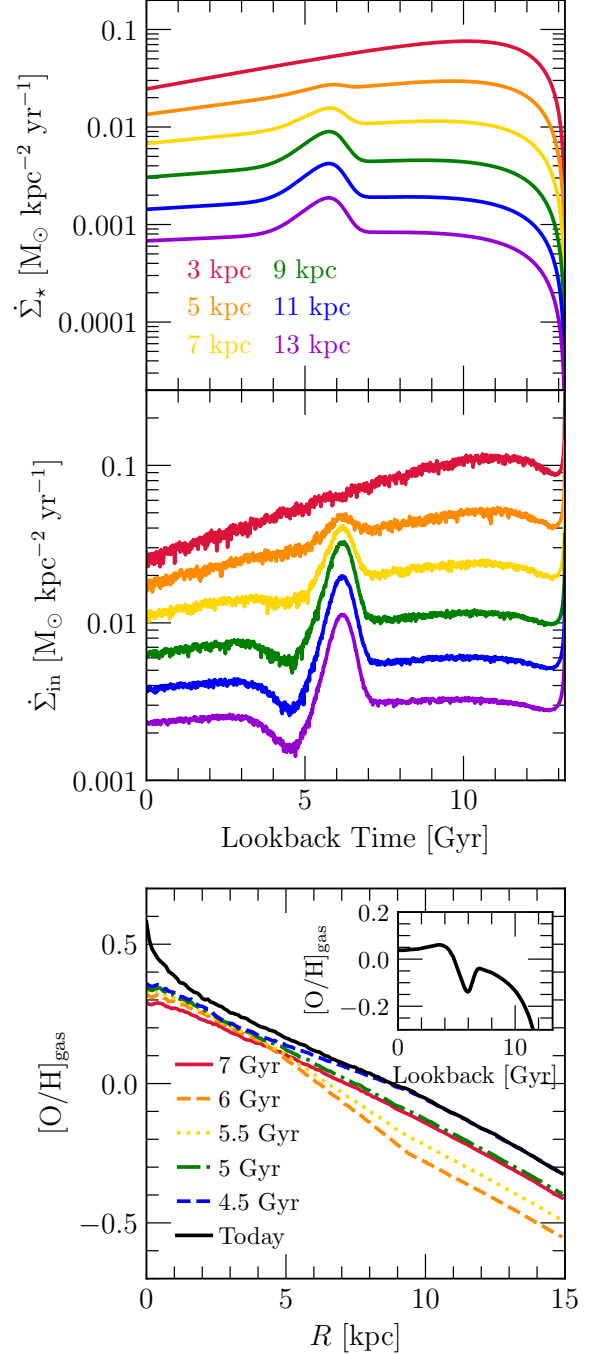 0.1
0.01
0.001
0.0001
Σ̇⋆ [M⊙ kpc−2 yr−1]
3 kpc 9 kpc
5 kpc 11 kpc
7 kpc 13 kpc
0.1
0.01
0.001
Σ̇in [M⊙ kpc−2 yr−1]
0 5 10
Lookback Time [Gyr]
0.5
0.0
−0.5
[O/H]gas
0.2
0.0
−0.2
[O/H]gas
0 10
Lookback [Gyr]
7 Gyr
6 Gyr
5.5 Gyr
5 Gyr
4.5 Gyr
Today
0 5 10 15
R [kpc]